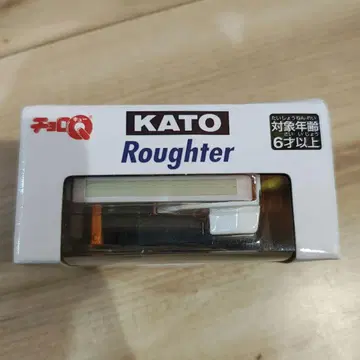 チョロQ
KATO
Roughter
たいしょうねんれい
対象年齢
さい いじょう
6才以上